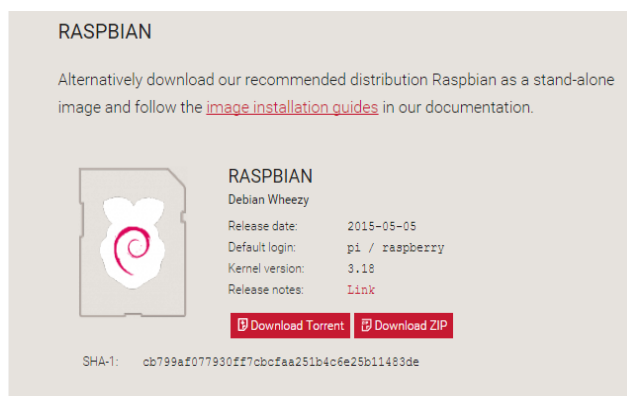 RASPBIAN
Alternatively download our recommended distribution Raspbian as a stand-alone
image and follow the image installation guides in our documentation.
RASPBIAN
Debian Wheezy
Release date: 2015-05-05
Default login: pi / raspberry
Kernel version: 3.18
Release notes: Link
Download Torrent Download ZIP
SHA-1: cb799af077930ff7cbcfaa251b4c6e25b11483de